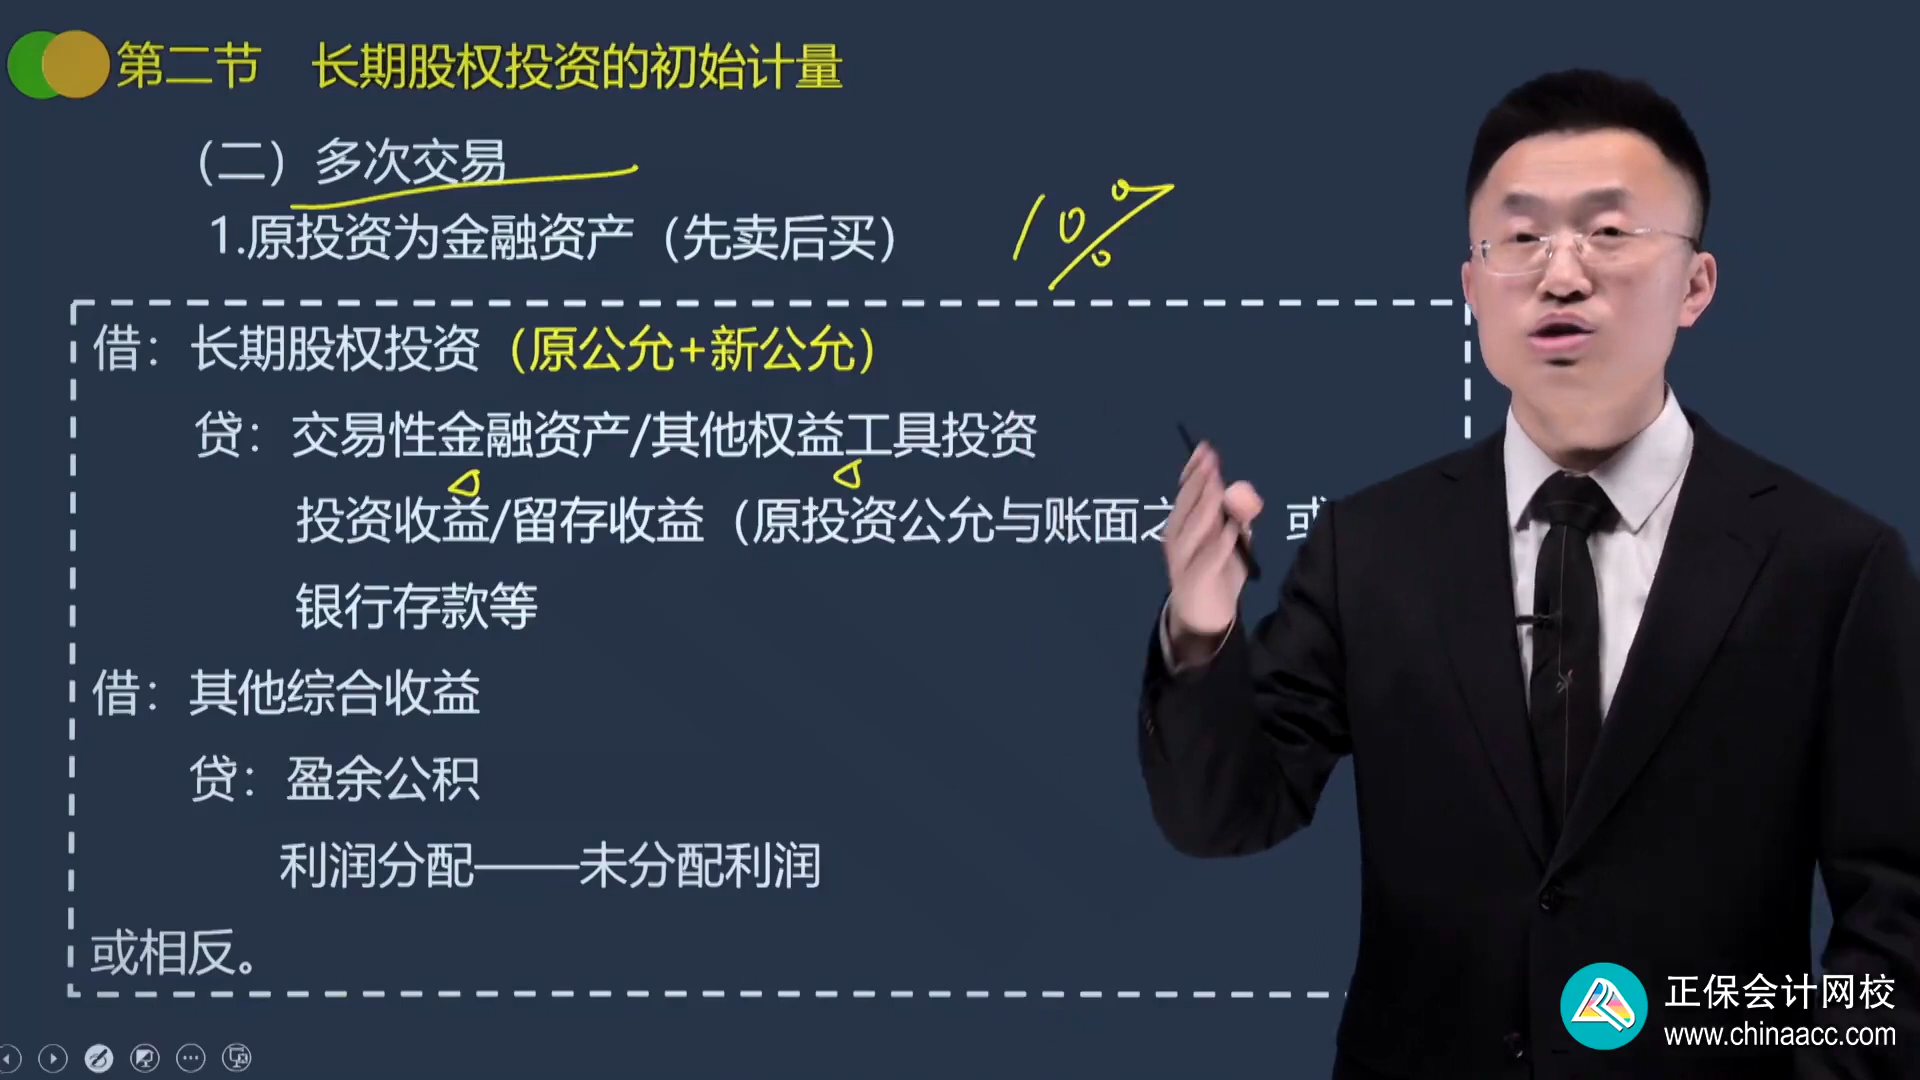 第二节 长期股权投资的初始计量
（二）多次交易
1.原投资为金融资产（先卖后买）
10%
借：长期股权投资（原公允+新公允）
贷：交易性金融资产/其他权益工具投资
投资收益/留存收益（原投资公允与账面之 或
银行存款等
借：其他综合收益
贷：盈余公积
利润分配——未分配利润
或相反。
正保会计网校
www.chinaacc.com